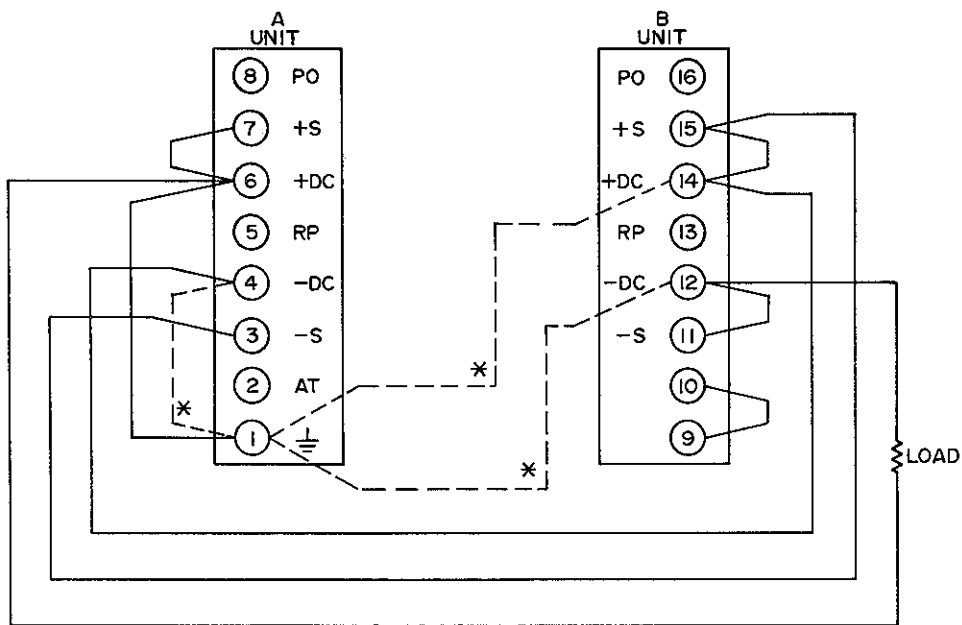 A
UNIT
8 PO
7 +S
6 +DC
5 RP
4 −DC
3 −S
2 AT
1
*
*
*
B
UNIT
PO 16
+S 15
+DC 14
RP 13
−DC 12
−S 11
10
9
LOAD